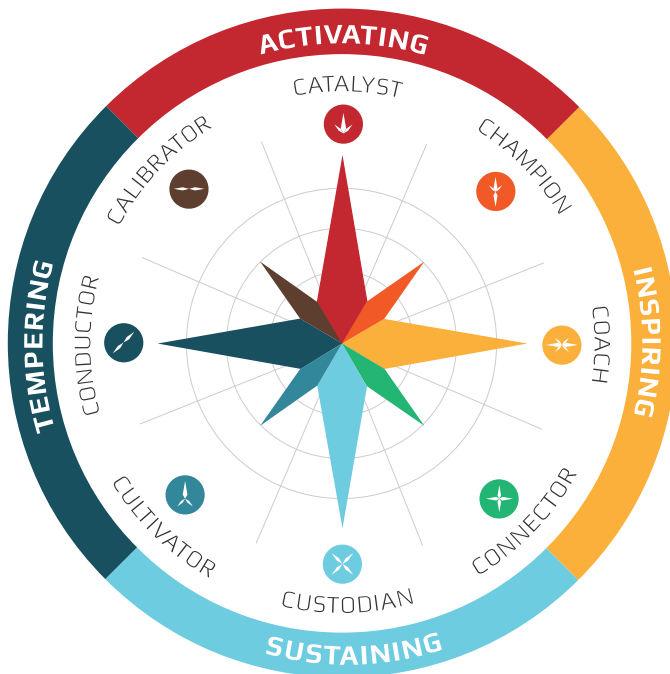 ACTIVATING
CATALYST
CHAMPION
INSPIRING
COACH
CONNECTOR
CUSTODIAN
SUSTAINING
CULTIVATOR
CONDUCTOR
TEMPERING
CALIBRATOR